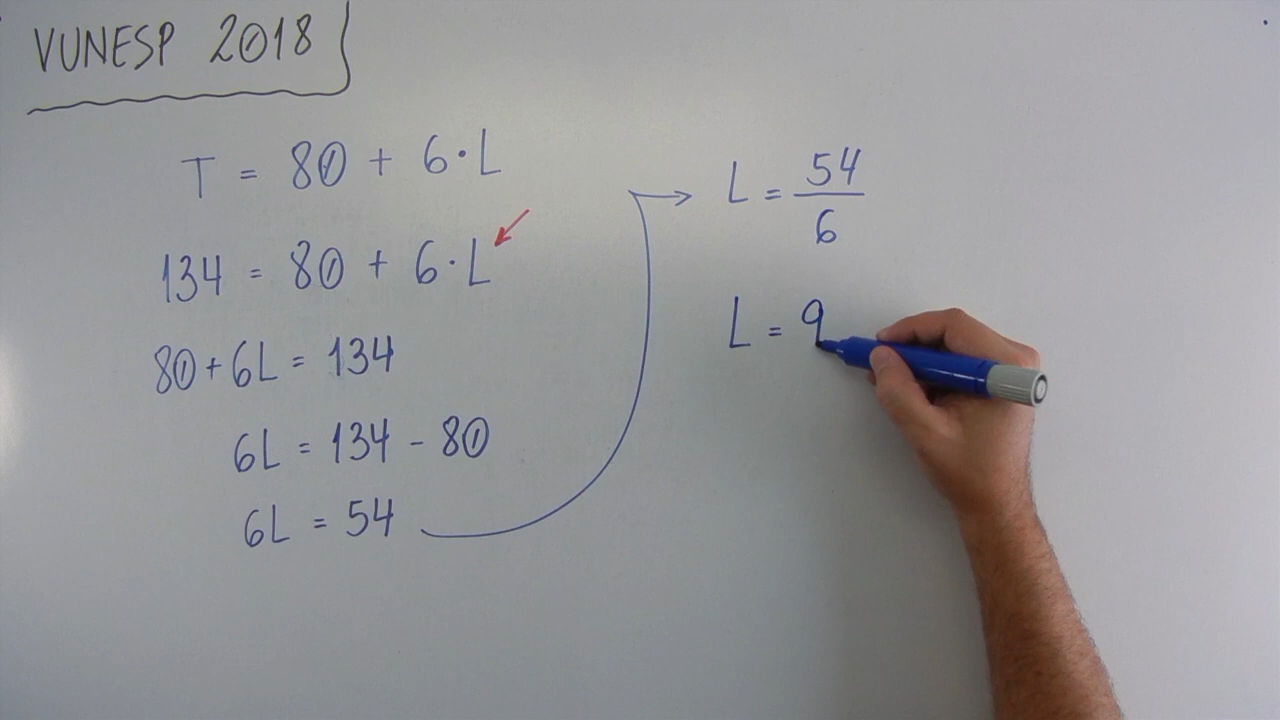 VUNESP 2018
T = 80 + 6·L
134 = 80 + 6·L
80+6L = 134
6L = 134 - 80
6L = 54
L = 54/6
L = 9